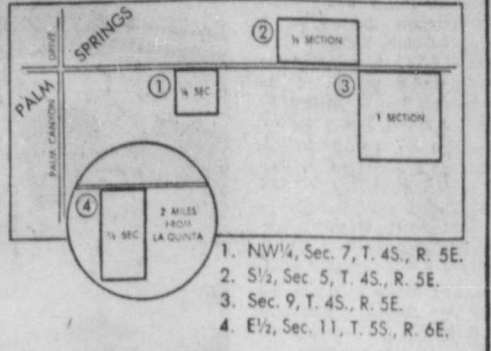 PALM SPRINGS
DRIVE
PALM CANYON
① ¼ SEC
② ½ SECTION
③ 1 SECTION
④ ½ SEC
2 MILES
FROM
LA QUINTA
1. NW¼, Sec. 7, T. 4S., R. 5E.
2. S½, Sec. 5, T. 4S., R. 5E.
3. Sec. 9, T. 4S., R. 5E.
4. E½, Sec. 11, T. 5S., R. 6E.